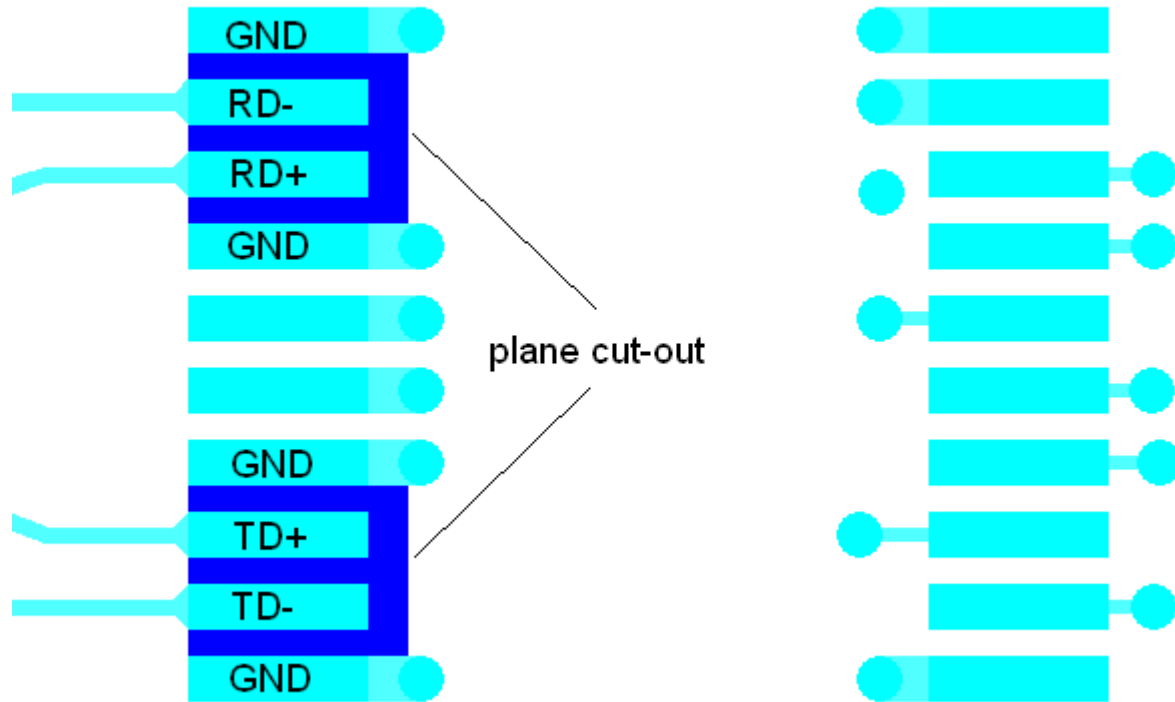 GND
RD-
RD+
GND
plane cut-out
GND
TD+
TD-
GND